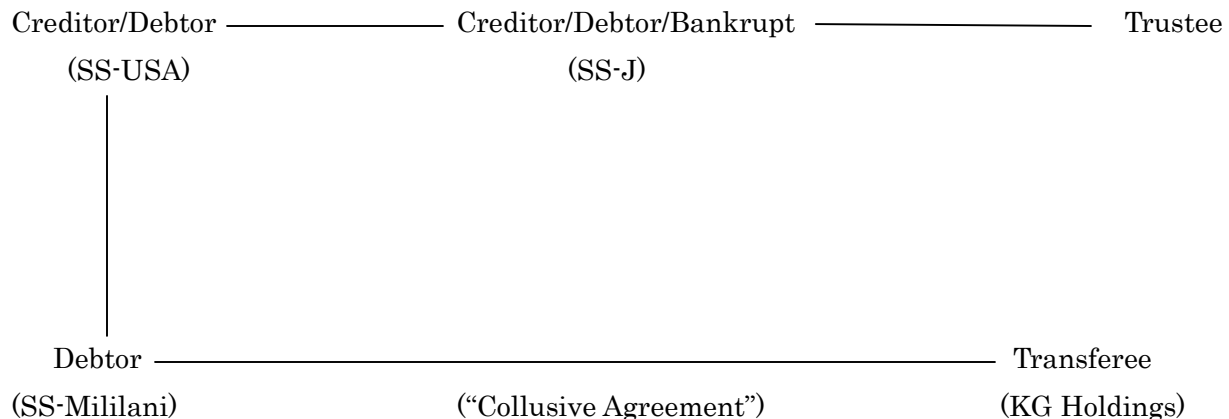 Creditor/Debtor Creditor/Debtor/Bankrupt Trustee
(SS-USA) (SS-J)
Debtor Transferee
(SS-Mililani) (“Collusive Agreement”) (KG Holdings)